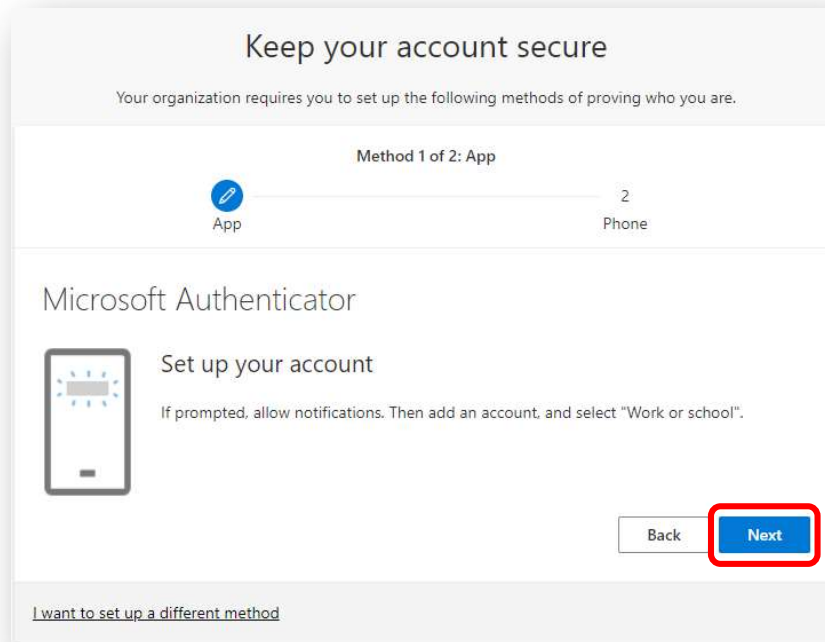 Keep your account secure
Your organization requires you to set up the following methods of proving who you are.
Method 1 of 2: App
2
App
Phone
Microsoft Authenticator
Set up your account
If prompted, allow notifications. Then add an account, and select "Work or school".
Back
Next
I want to set up a different method